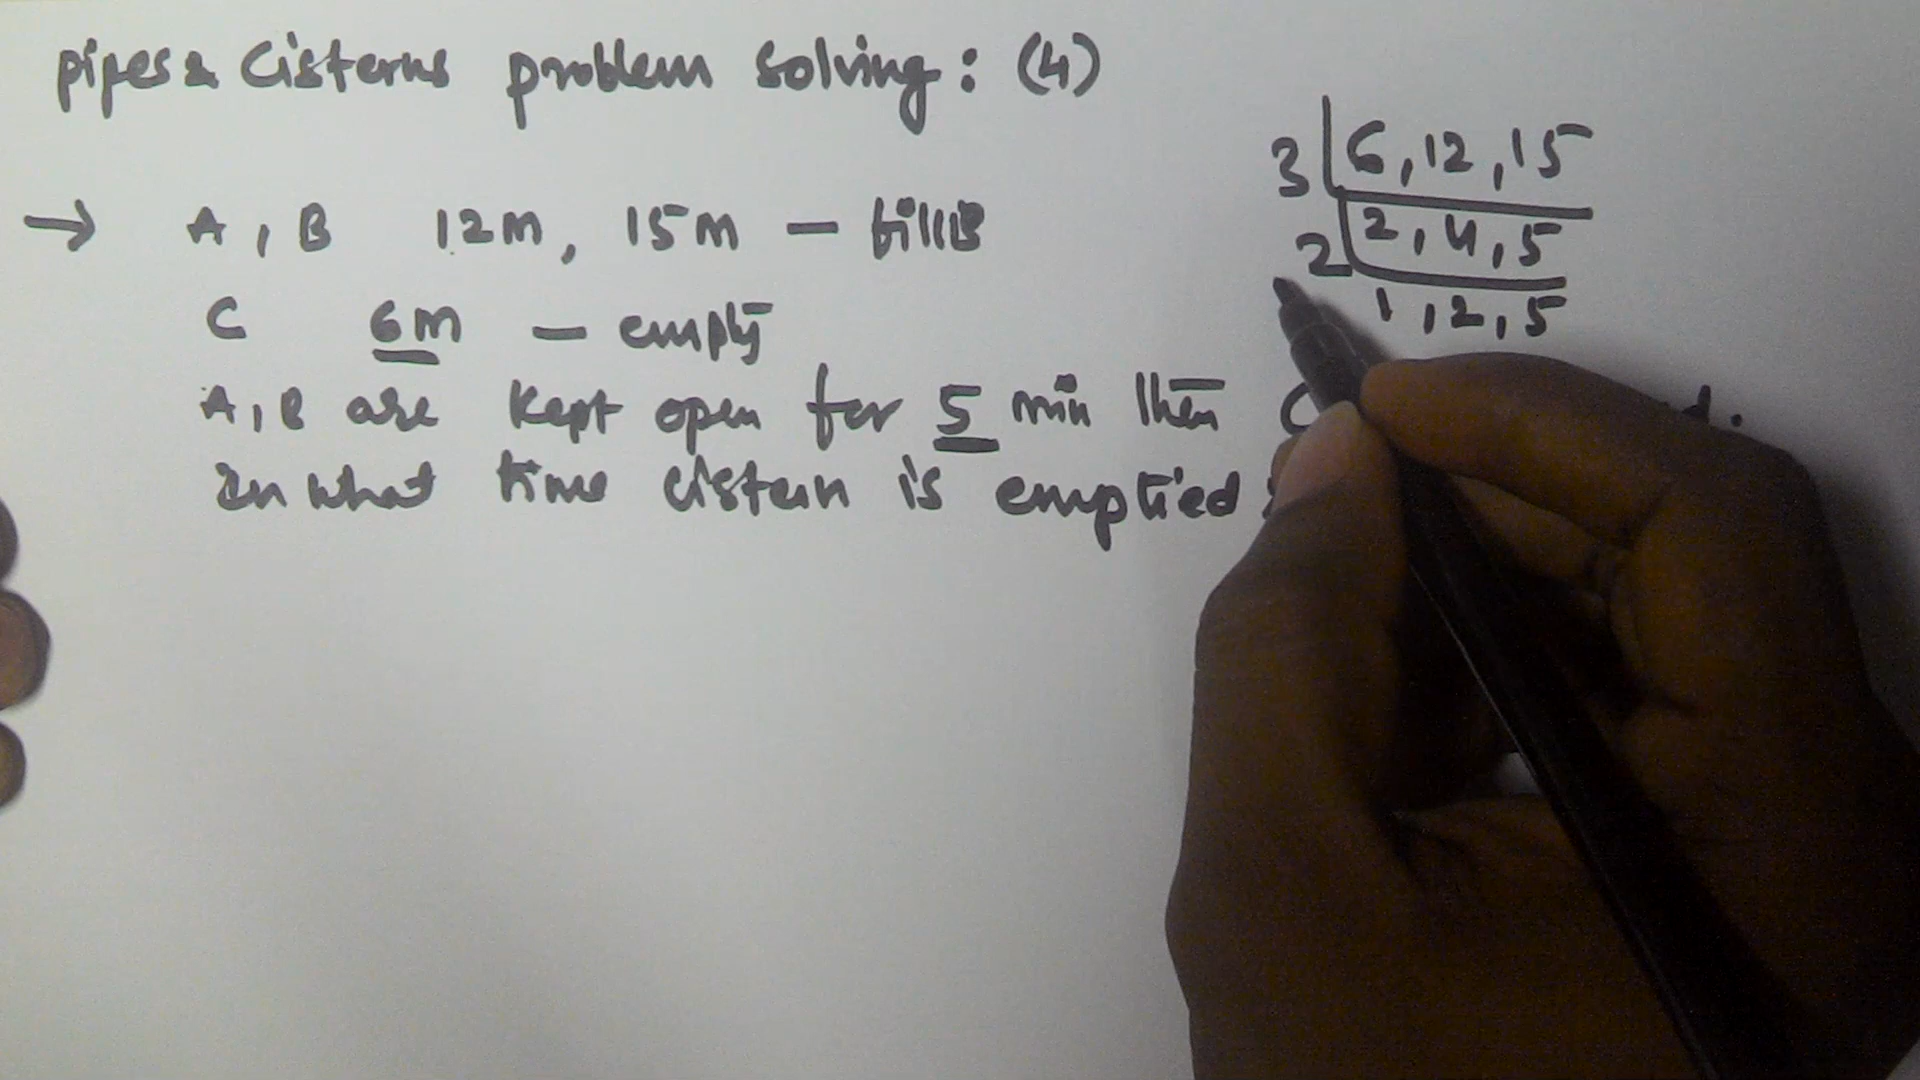 pipes & Cisterns problem solving: (4)
→ A, B 12m, 15m - fills
C 6m - empty
A, B are kept open for 5 min then C
In what time cistern is emptied
3 | 6, 12, 15
2 | 2, 4, 5
1, 2, 5